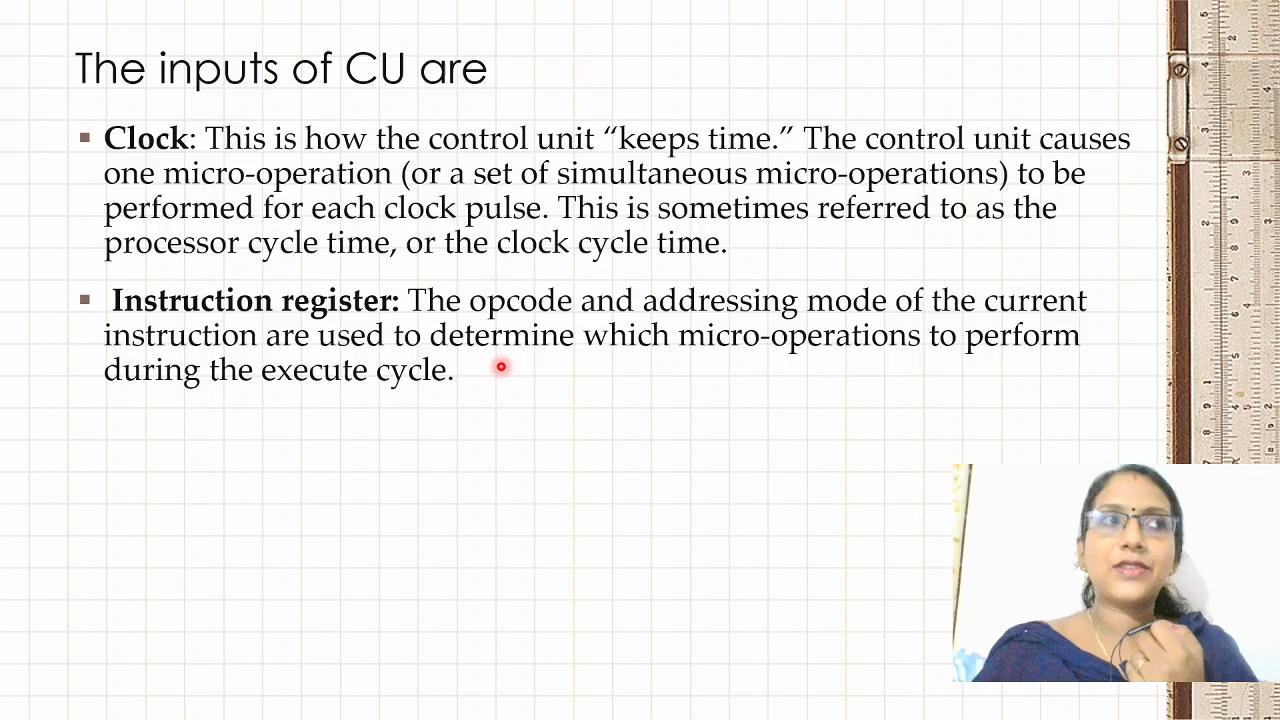 The inputs of CU are
▪ Clock: This is how the control unit “keeps time.” The control unit causes
one micro-operation (or a set of simultaneous micro-operations) to be
performed for each clock pulse. This is sometimes referred to as the
processor cycle time, or the clock cycle time.
▪ Instruction register: The opcode and addressing mode of the current
instruction are used to determine which micro-operations to perform
during the execute cycle.